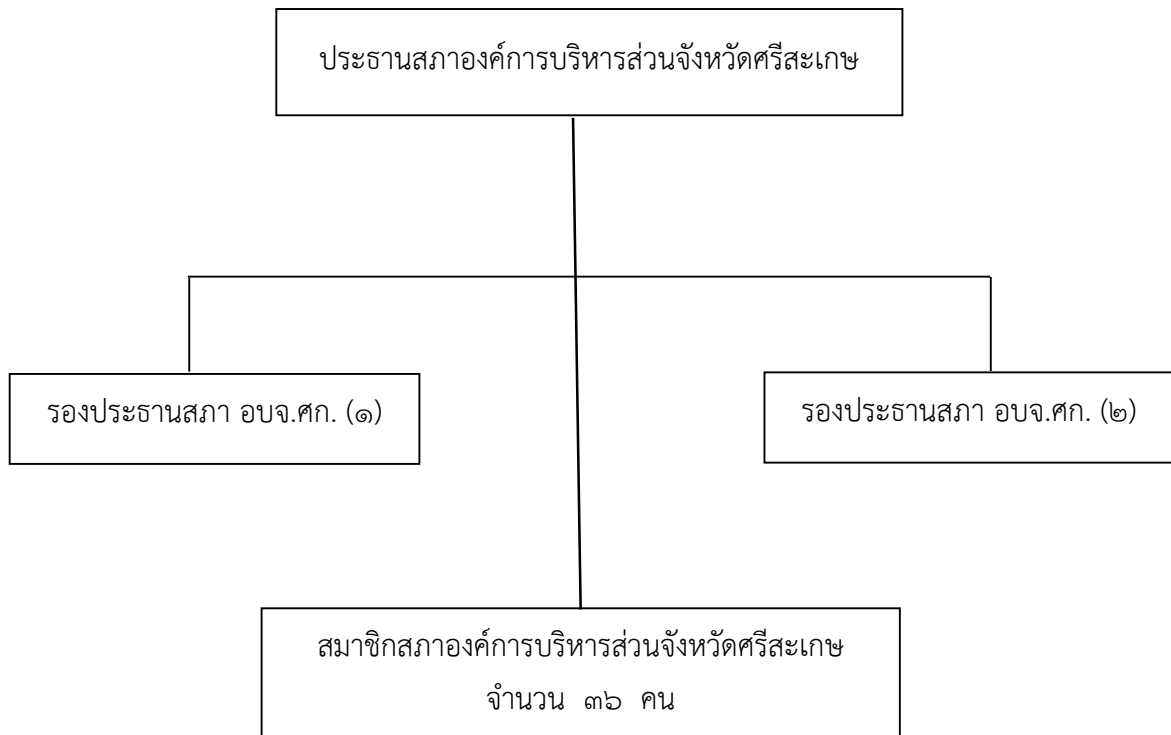 ประธานสภาองค์การบริหารส่วนจังหวัดศรีสะเกษ
รองประธานสภา อบจ.ศก. (๑)
รองประธานสภา อบจ.ศก. (๒)
สมาชิกสภาองค์การบริหารส่วนจังหวัดศรีสะเกษ
จำนวน ๓๖ คน